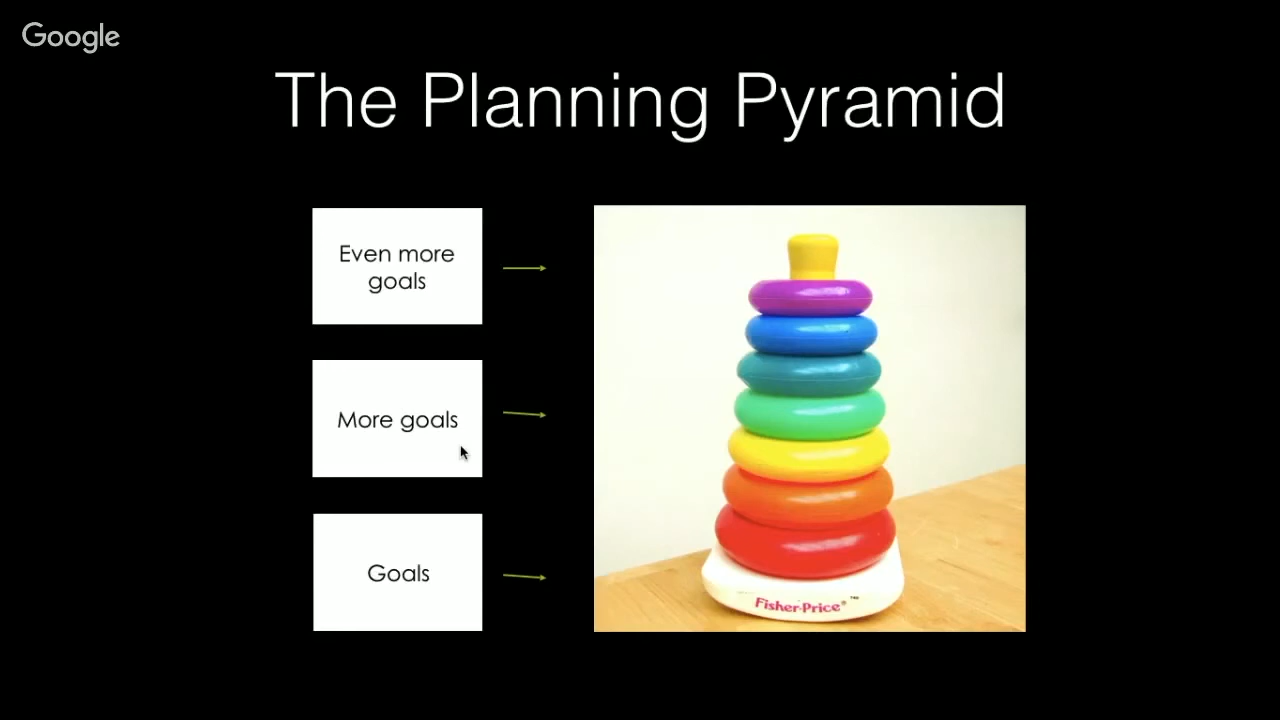 Google
The Planning Pyramid
Even more
goals
More goals
Goals
Fisher-Price®